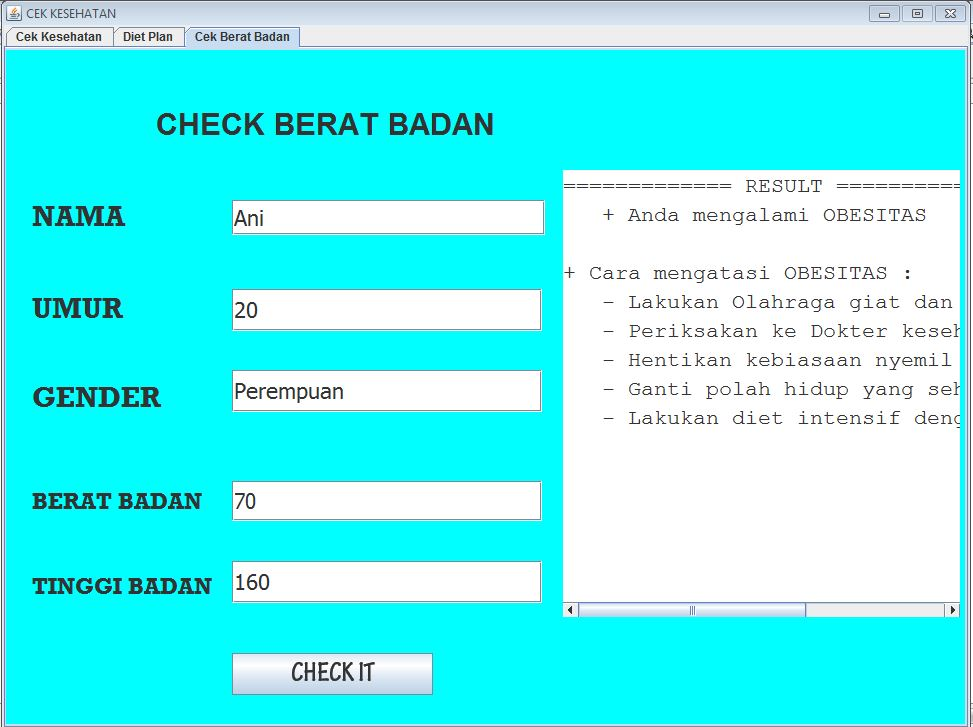 CEK KESEHATAN
Cek Kesehatan Diet Plan Cek Berat Badan
CHECK BERAT BADAN
NAMA Ani
UMUR 20
GENDER Perempuan
BERAT BADAN 70
TINGGI BADAN 160
CHECK IT
============= RESULT ==========
+ Anda mengalami OBESITAS
+ Cara mengatasi OBESITAS :
- Lakukan Olahraga giat dan
- Periksakan ke Dokter keseh
- Hentikan kebiasaan nyemil
- Ganti polah hidup yang seh
- Lakukan diet intensif deng